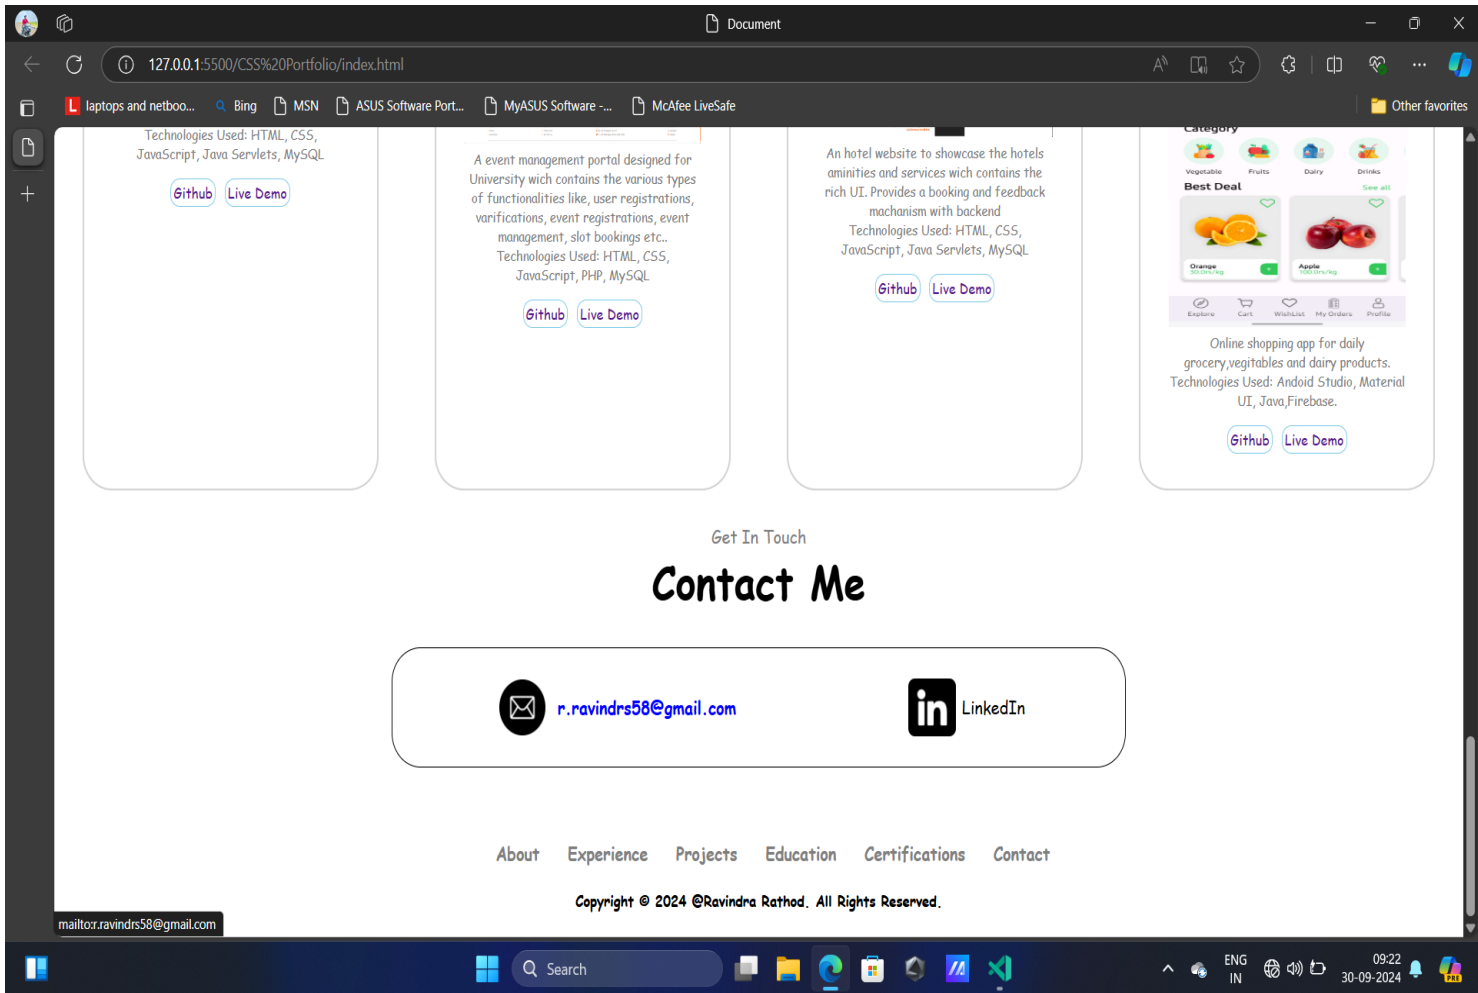 Document
127.0.0.1:5500/CSS%20Portfolio/index.html
laptops and netboo...
Bing
MSN
ASUS Software Port...
MyASUS Software -...
McAfee LiveSafe
Other favorites
Technologies Used: HTML, CSS,
JavaScript, Java Servlets, MySQL
Github
Live Demo
A event management portal designed for
University wich contains the various types
of functionalities like, user registrations,
varifications, event registrations, event
management, slot bookings etc..
Technologies Used: HTML, CSS,
JavaScript, PHP, MySQL
Github
Live Demo
An hotel website to showcase the hotels
aminities and services wich contains the
rich UI. Provides a booking and feedback
machanism with backend
Technologies Used: HTML, CSS,
JavaScript, Java Servlets, MySQL
Github
Live Demo
Category
Vegetable
Fruits
Dairy
Drinks
Best Deal
See all
Orange
30.0rs/kg
Apple
100.0rs/kg
Explore
Cart
WishList
My Orders
Profile
Online shopping app for daily
grocery,vegitables and dairy products.
Technologies Used: Andoid Studio, Material
UI, Java,Firebase.
Github
Live Demo
Get In Touch
Contact Me
r.ravindrs58@gmail.com
LinkedIn
About
Experience
Projects
Education
Certifications
Contact
Copyright © 2024 @Ravindra Rathod. All Rights Reserved.
mailto:r.ravindrs58@gmail.com
Search
ENG
IN
09:22
30-09-2024
PRE